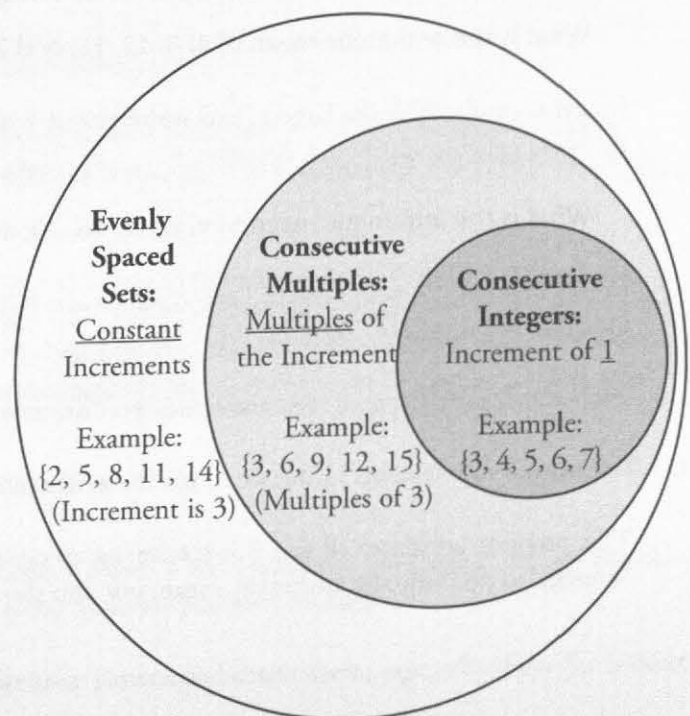 Evenly
Spaced
Sets:
Constant
Increments
Example:
{2, 5, 8, 11, 14}
(Increment is 3)
Consecutive
Multiples:
Multiples of
the Increment
Example:
{3, 6, 9, 12, 15}
(Multiples of 3)
Consecutive
Integers:
Increment of 1
Example:
{3, 4, 5, 6, 7}